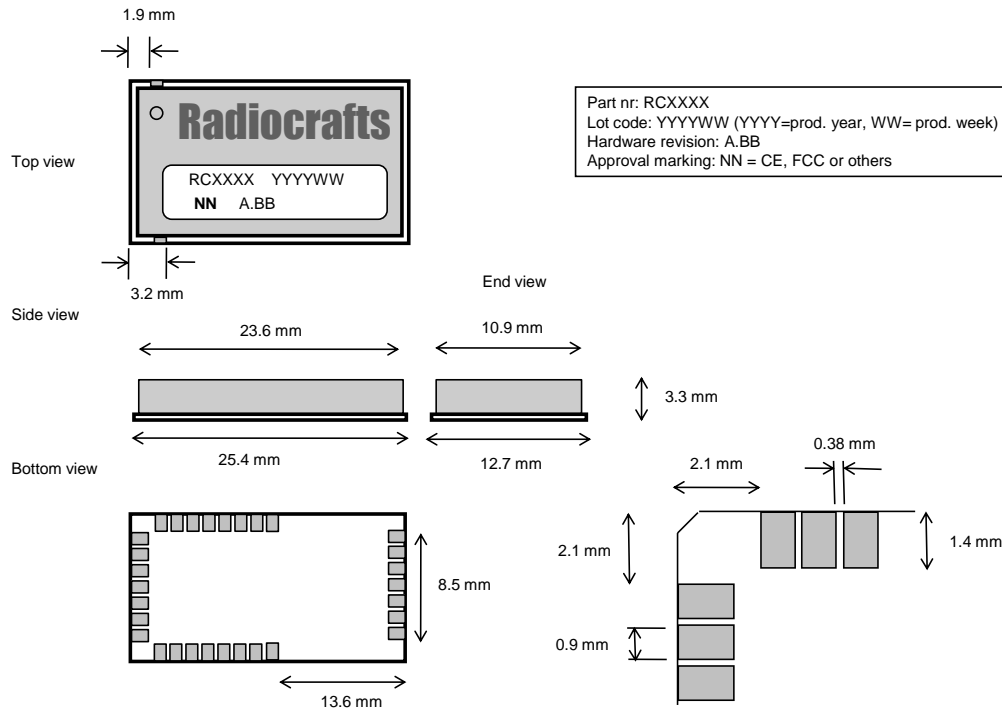 1.9 mm
Radiocrafts
Part nr: RCXXXX
Lot code: YYYYWW (YYYY=prod. year, WW= prod. week)
Hardware revision: A.BB
Approval marking: NN = CE, FCC or others
Top view
RCXXXX YYYYWW
NN A.BB
3.2 mm
End view
Side view
23.6 mm
10.9 mm
3.3 mm
25.4 mm
12.7 mm
Bottom view
0.38 mm
2.1 mm
2.1 mm
1.4 mm
8.5 mm
0.9 mm
13.6 mm